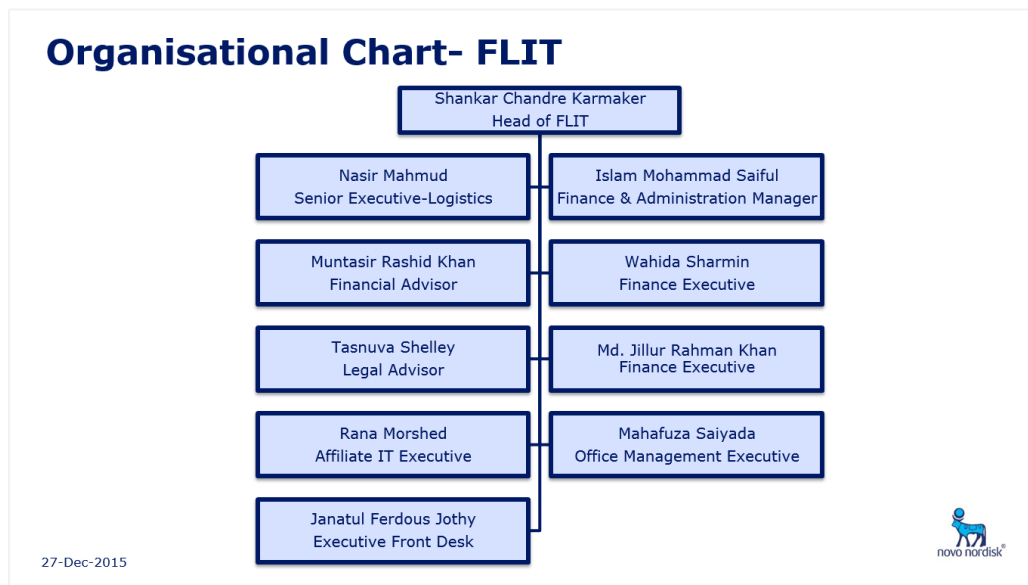 Organisational Chart- FLIT
Shankar Chandre Karmaker
Head of FLIT
Nasir Mahmud
Senior Executive-Logistics
Islam Mohammad Saiful
Finance & Administration Manager
Muntasir Rashid Khan
Financial Advisor
Wahida Sharmin
Finance Executive
Tasnuva Shelley
Legal Advisor
Md. Jillur Rahman Khan
Finance Executive
Rana Morshed
Affiliate IT Executive
Mahafuza Saiyada
Office Management Executive
Janatul Ferdous Jothy
Executive Front Desk
27-Dec-2015
novo nordisk®